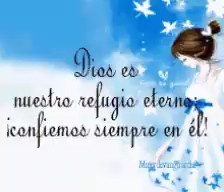 Dios es
nuestro refugio eterno;
¡confiemos siempre en él!